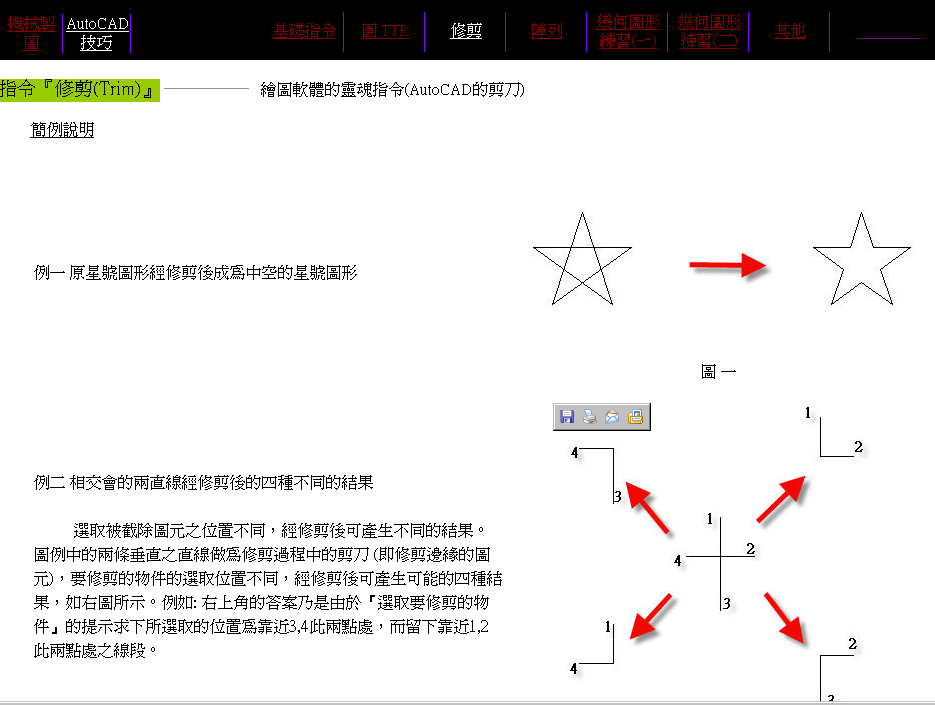 機械製
圖
AutoCAD
技巧
基礎指令
圓TTR
修剪
陣列
幾何圖形
練習(一)
幾何圖形
練習(二)
其他
指令『修剪(Trim)』
繪圖軟體的靈魂指令(AutoCAD的剪刀)
簡例說明
例一 原星號圖形經修剪後成為中空的星號圖形
圖 一
例二 相交會的兩直線經修剪後的四種不同的結果
選取被截除圖元之位置不同，經修剪後可產生不同的結果。
圖例中的兩條垂直之直線做為修剪過程中的剪刀 (即修剪邊緣的圖
元)，要修剪的物件的選取位置不同，經修剪後可產生可能的四種結
果，如右圖所示。例如: 右上角的答案乃是由於『選取要修剪的物
件』的提示求下所選取的位置為靠近3,4此兩點處，而留下靠近1,2
此兩點處之線段。
4
3
1
2
1
2
4
3
1
4
2
3